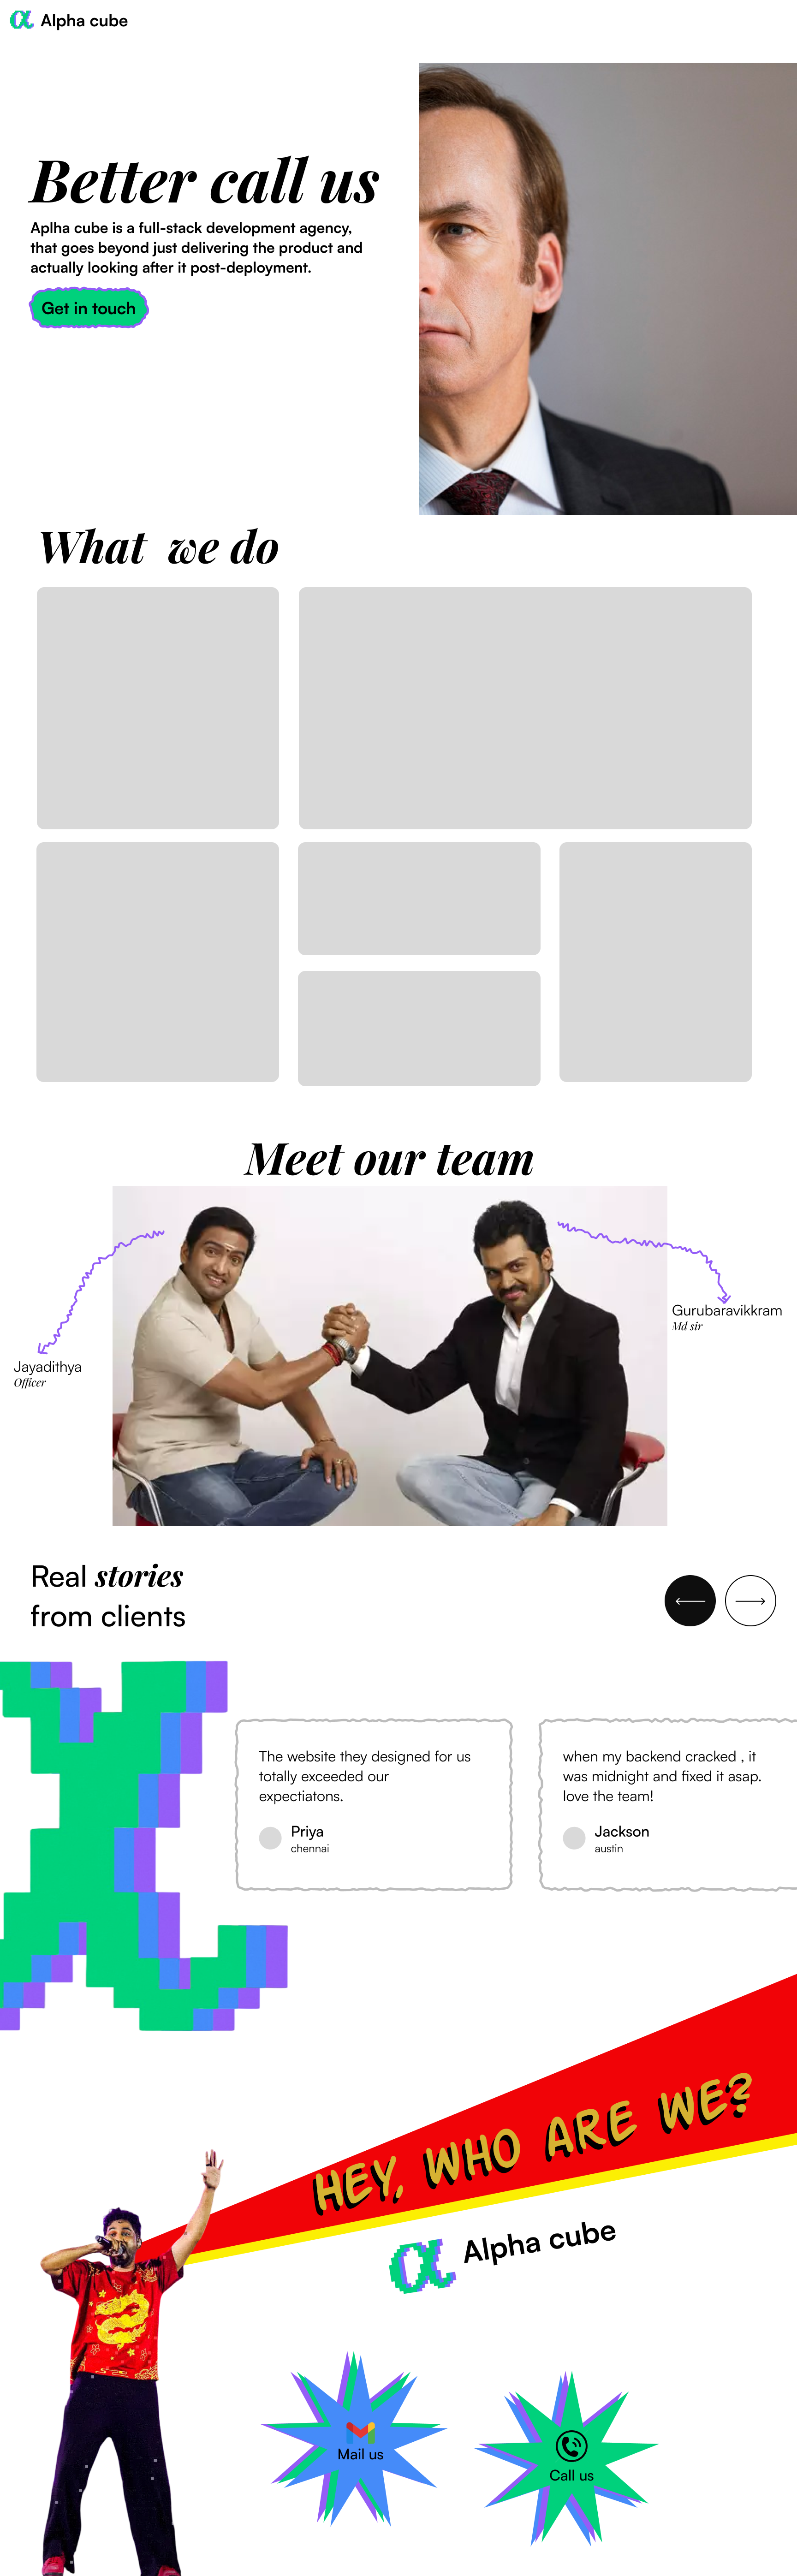 Alpha cube
Better call us
Aplha cube is a full-stack development agency,
that goes beyond just delivering the product and
actually looking after it post-deployment.
Get in touch
What we do
Meet our team
Gurubaravikkram
Md sir
Jayadithya
Officer
Real stories
from clients
The website they designed for us
totally exceeded our
expectiatons.
Priya
chennai
when my backend cracked , it
was midnight and fixed it asap.
love the team!
Jackson
austin
HEY, WHO ARE WE?
Alpha cube
Mail us
Call us